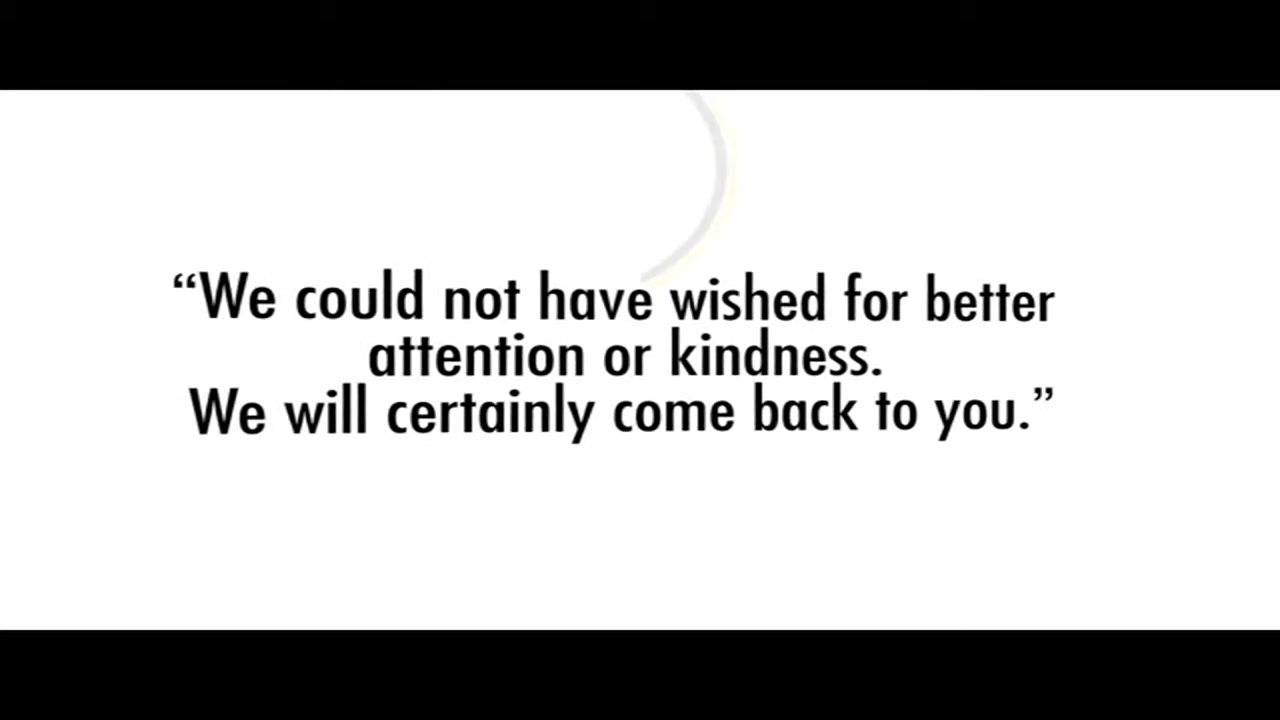 “We could not have wished for better
attention or kindness.
We will certainly come back to you.”